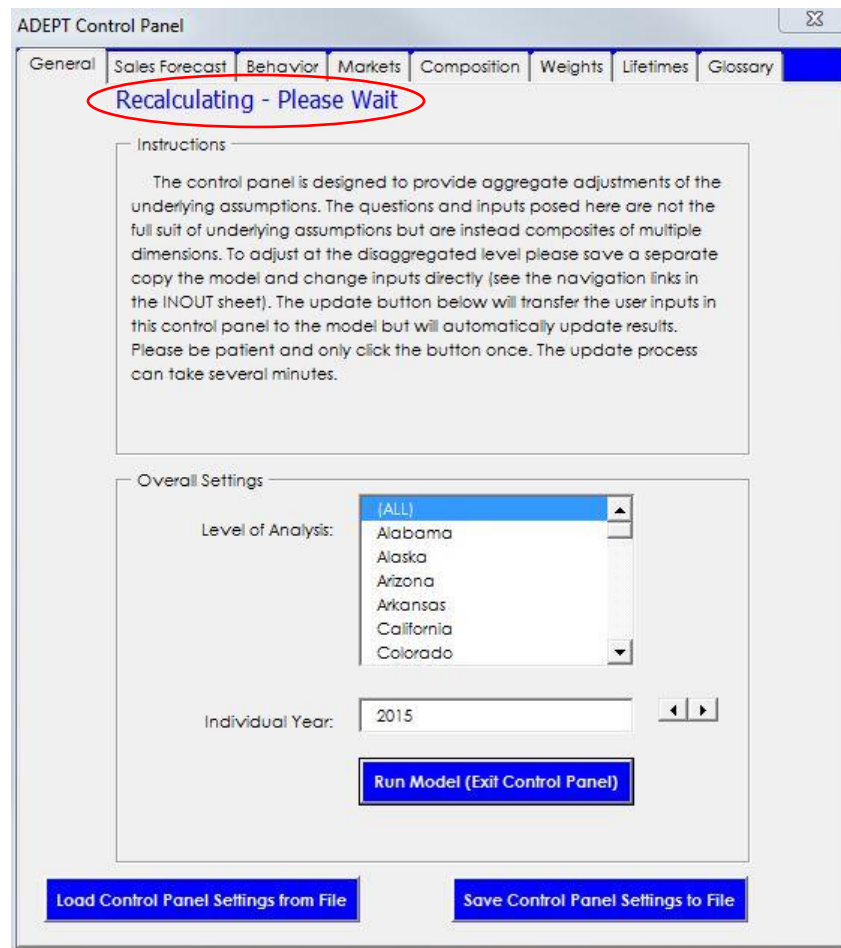 ADEPT Control Panel
General Sales Forecast Behavior Markets Composition Weights Lifetimes Glossary
Recalculating - Please Wait
Instructions
The control panel is designed to provide aggregate adjustments of the
underlying assumptions. The questions and inputs posed here are not the
full suit of underlying assumptions but are instead composites of multiple
dimensions. To adjust at the disaggregated level please save a separate
copy the model and change inputs directly (see the navigation links in
the INOUT sheet). The update button below will transfer the user inputs in
this control panel to the model but will automatically update results.
Please be patient and only click the button once. The update process
can take several minutes.
Overall Settings
Level of Analysis:
(ALL)
Alabama
Alaska
Arizona
Arkansas
California
Colorado
Individual Year: 2015
Run Model (Exit Control Panel)
Load Control Panel Settings from File Save Control Panel Settings to File